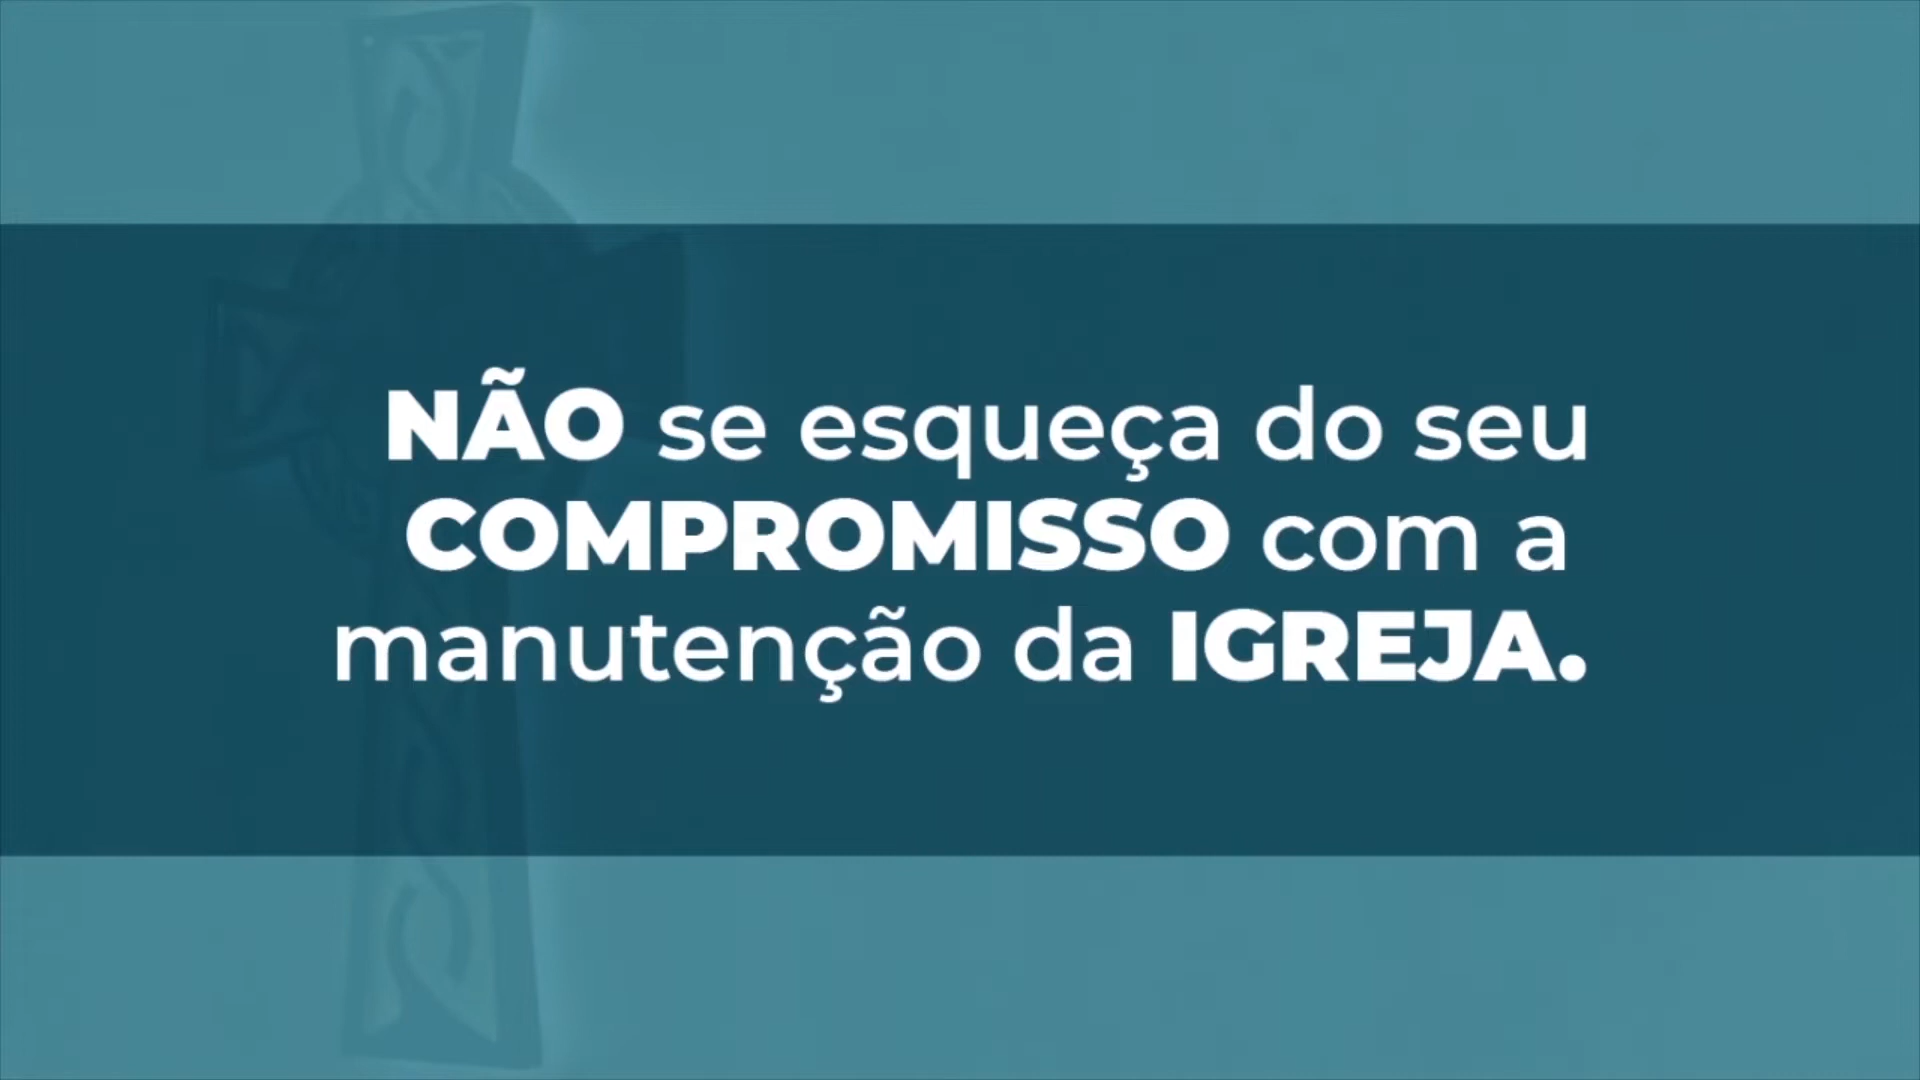 NÃO se esqueça do seu
COMPROMISSO com a
manutenção da IGREJA.